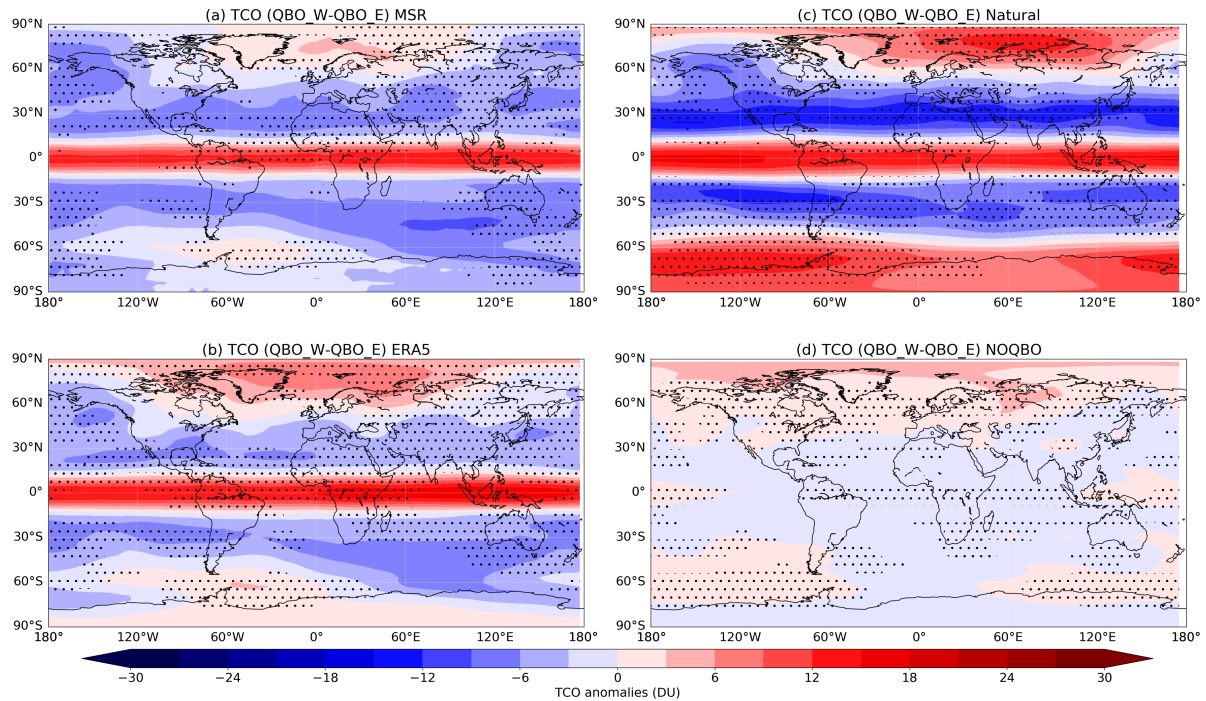 (a) TCO (QBO_W-QBO_E) MSR
90°N
60°N
30°N
0°
30°S
60°S
90°S
180° 120°W 60°W 0° 60°E 120°E 180°
(c) TCO (QBO_W-QBO_E) Natural
90°N
60°N
30°N
0°
30°S
60°S
90°S
180° 120°W 60°W 0° 60°E 120°E 180°
(b) TCO (QBO_W-QBO_E) ERA5
90°N
60°N
30°N
0°
30°S
60°S
90°S
180° 120°W 60°W 0° 60°E 120°E 180°
(d) TCO (QBO_W-QBO_E) NOQBO
90°N
60°N
30°N
0°
30°S
60°S
90°S
180° 120°W 60°W 0° 60°E 120°E 180°
−30 −24 −18 −12 −6 0 6 12 18 24 30
TCO anomalies (DU)